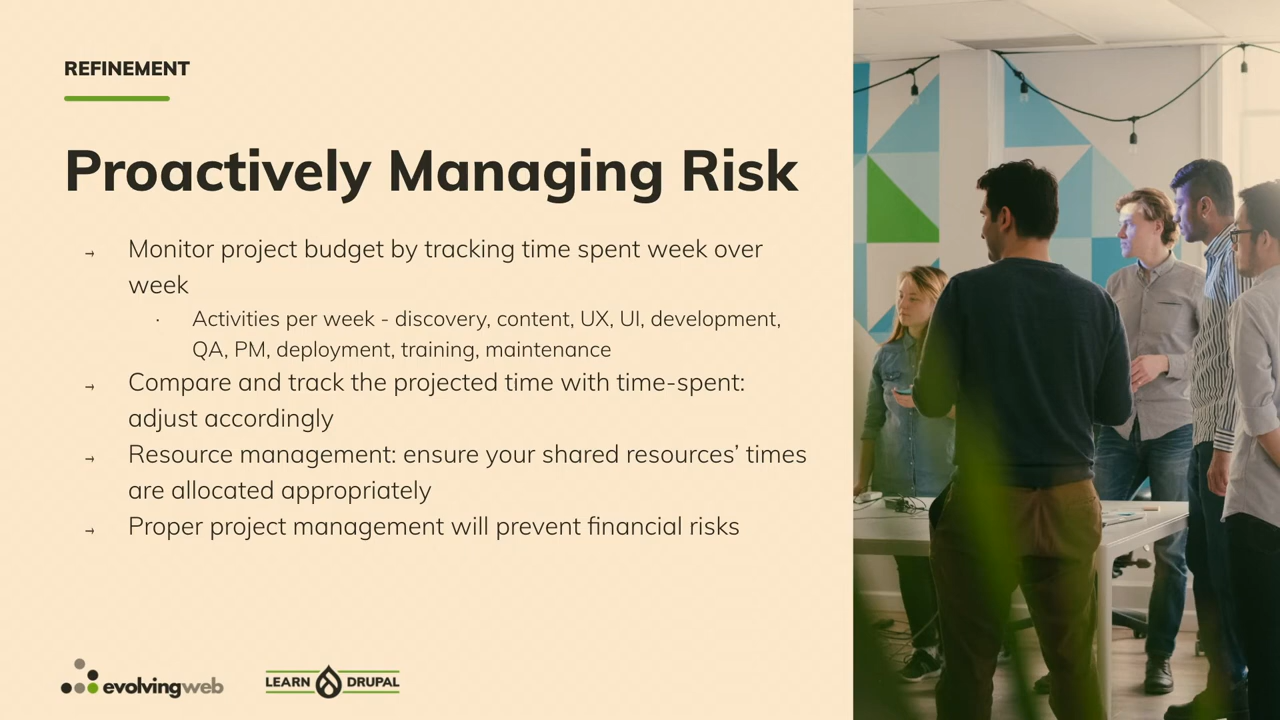 REFINEMENT
Proactively Managing Risk
→ Monitor project budget by tracking time spent week over
week
· Activities per week - discovery, content, UX, UI, development,
QA, PM, deployment, training, maintenance
→ Compare and track the projected time with time-spent:
adjust accordingly
→ Resource management: ensure your shared resources’ times
are allocated appropriately
→ Proper project management will prevent financial risks
evolvingweb
LEARN DRUPAL